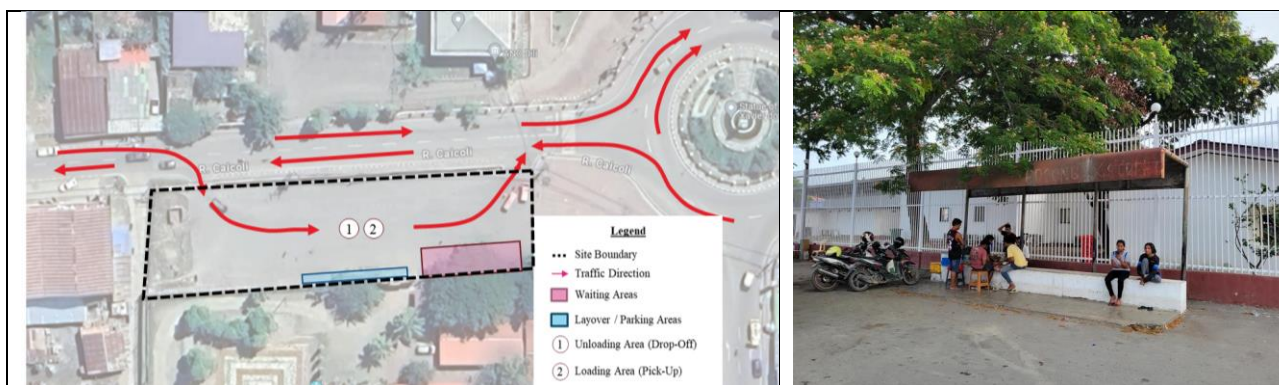 R. Caicoli
R. Caicoli
R. Caicoli
1 2
Legend
Site Boundary
Traffic Direction
Waiting Areas
Layover / Parking Areas
1 Unloading Area (Drop-Off)
2 Loading Area (Pick-Up)